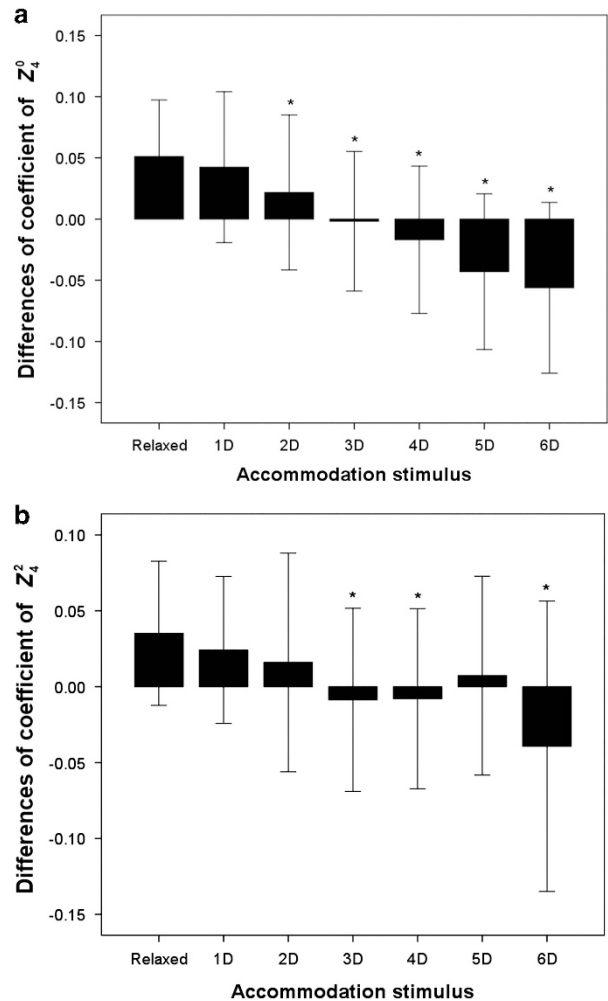 a
Differences of coefficient of Z⁰₄
0.15
0.10
0.05
0.00
-0.05
-0.10
-0.15
* * * * *
Relaxed 1D 2D 3D 4D 5D 6D
Accommodation stimulus
b
Differences of coefficient of Z²₄
0.10
0.05
0.00
-0.05
-0.10
-0.15
* * *
Relaxed 1D 2D 3D 4D 5D 6D
Accommodation stimulus